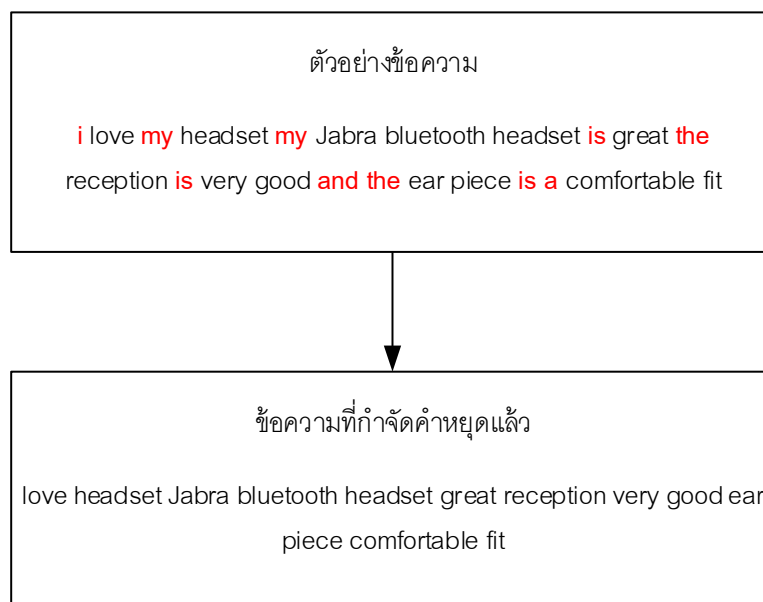 ตัวอย่างข้อความ
i love my headset my Jabra bluetooth headset is great the
reception is very good and the ear piece is a comfortable fit
ข้อความที่กำจัดคำหยุดแล้ว
love headset Jabra bluetooth headset great reception very good ear
piece comfortable fit